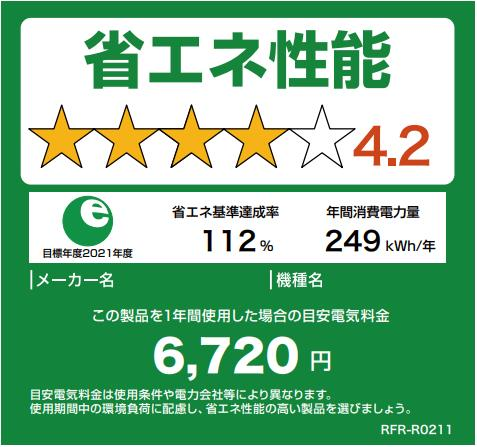 省エネ性能
4.2
e
省エネ基準達成率 年間消費電力量
112% 249kWh/年
目標年度2021年度
メーカー名 機種名
この製品を1年間使用した場合の目安電気料金
6,720 円
目安電気料金は使用条件や電力会社等により異なります。
使用期間中の環境負荷に配慮し、省エネ性能の高い製品を選びましょう。
RFR-R0211